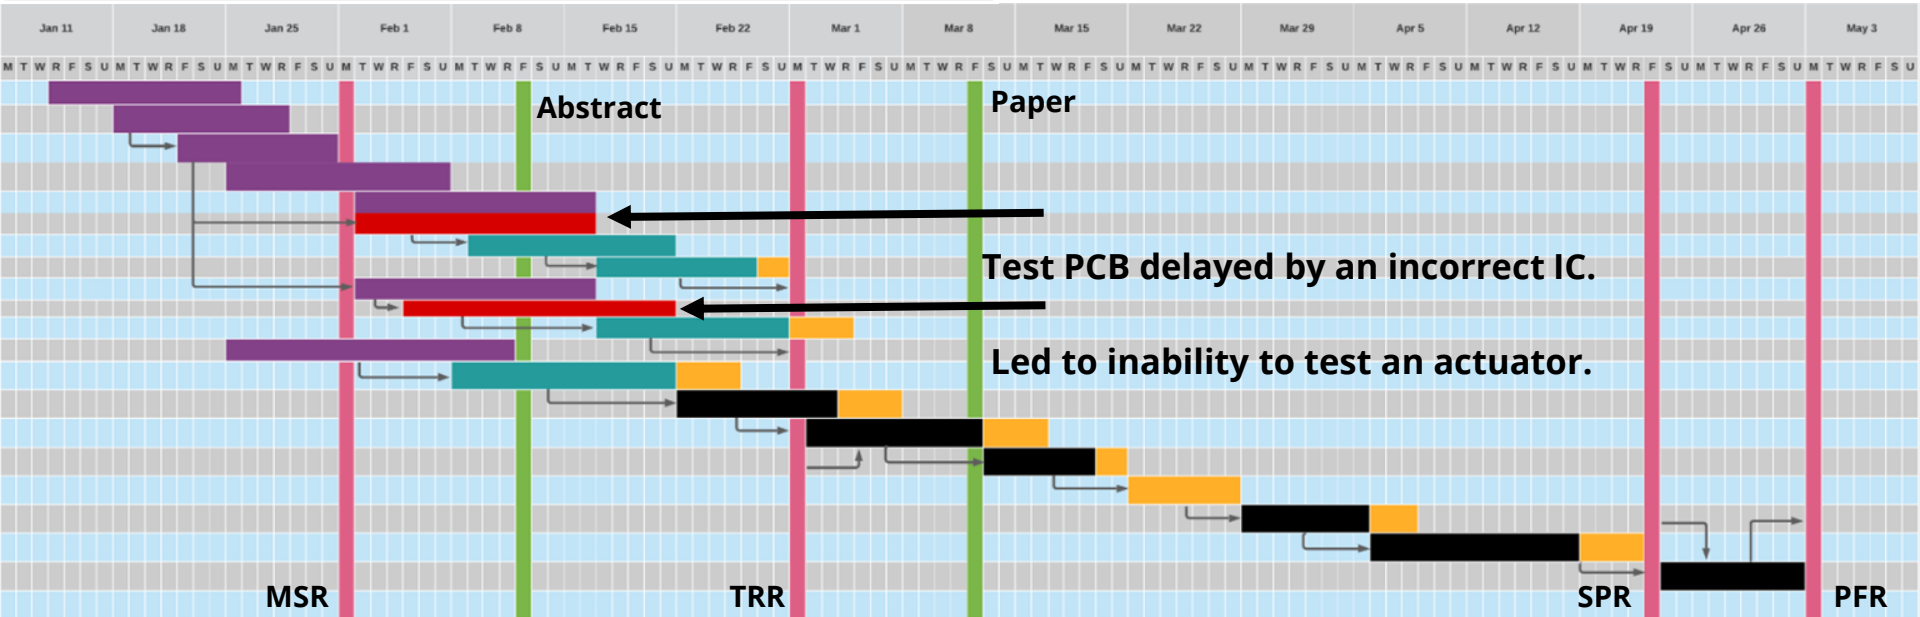 Jan 11 Jan 18 Jan 25 Feb 1 Feb 8 Feb 15 Feb 22 Mar 1 Mar 8 Mar 15 Mar 22 Mar 29 Apr 5 Apr 12 Apr 19 Apr 26 May 3
M T W R F S U M T W R F S U M T W R F S U M T W R F S U M T W R F S U M T W R F S U M T W R F S U M T W R F S U M T W R F S U M T W R F S U M T W R F S U M T W R F S U M T W R F S U M T W R F S U M T W R F S U M T W R F S U M T W R F S U
Abstract
Paper
Test PCB delayed by an incorrect IC.
Led to inability to test an actuator.
MSR TRR SPR PFR